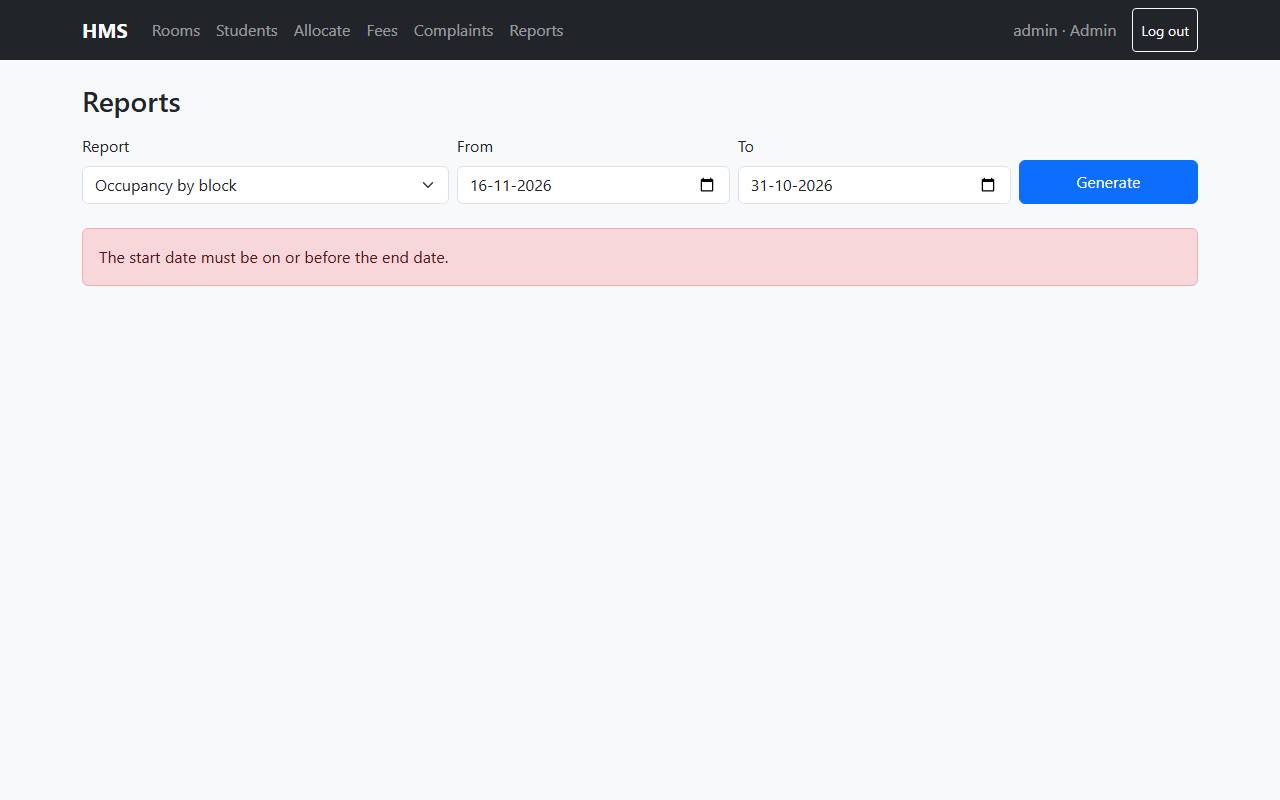 HMS Rooms Students Allocate Fees Complaints Reports admin · Admin Log out
Reports
Report From To
Occupancy by block 16-11-2026 31-10-2026 Generate
The start date must be on or before the end date.